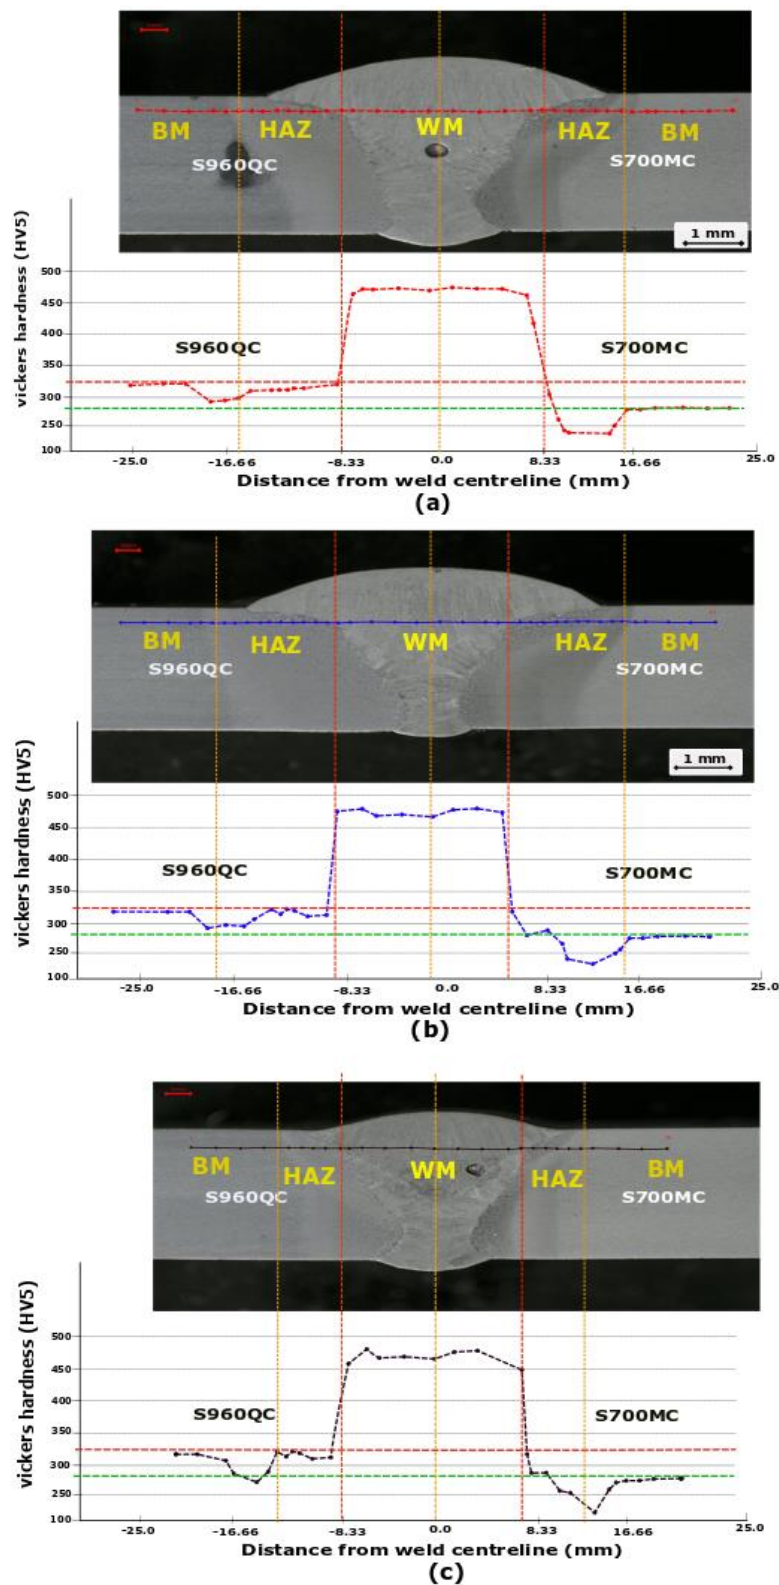 BM HAZ WM HAZ BM
S960QC S700MC
1 mm
vickers hardness (HV5)
500
450
400
350
300
250
100
S960QC S700MC
-25.0 -16.66 -8.33 0.0 8.33 16.66 25.0
Distance from weld centreline (mm)
(a)
BM HAZ WM HAZ BM
S960QC S700MC
1 mm
vickers hardness (HV5)
500
450
400
350
300
250
100
S960QC S700MC
-25.0 -16.66 -8.33 0.0 8.33 16.66 25.0
Distance from weld centreline (mm)
(b)
BM HAZ WM HAZ BM
S960QC S700MC
vickers hardness (HV5)
500
450
400
350
300
250
100
S960QC S700MC
-25.0 -16.66 -8.33 0.0 8.33 16.66 25.0
Distance from weld centreline (mm)
(c)